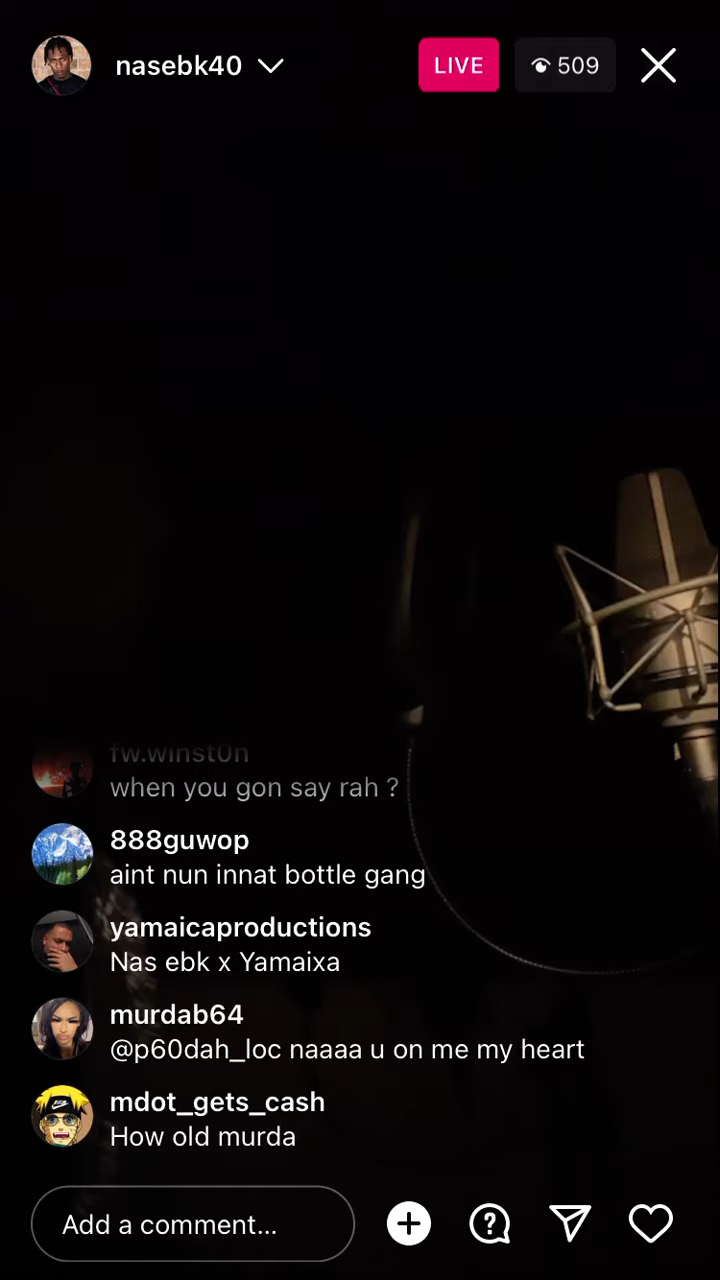 nasebk40
LIVE
509
fw.winst0n
when you gon say rah ?
888guwop
aint nun innat bottle gang
yamaicaproductions
Nas ebk x Yamaixa
murdab64
@p60dah_loc naaaa u on me my heart
mdot_gets_cash
How old murda
Add a comment...